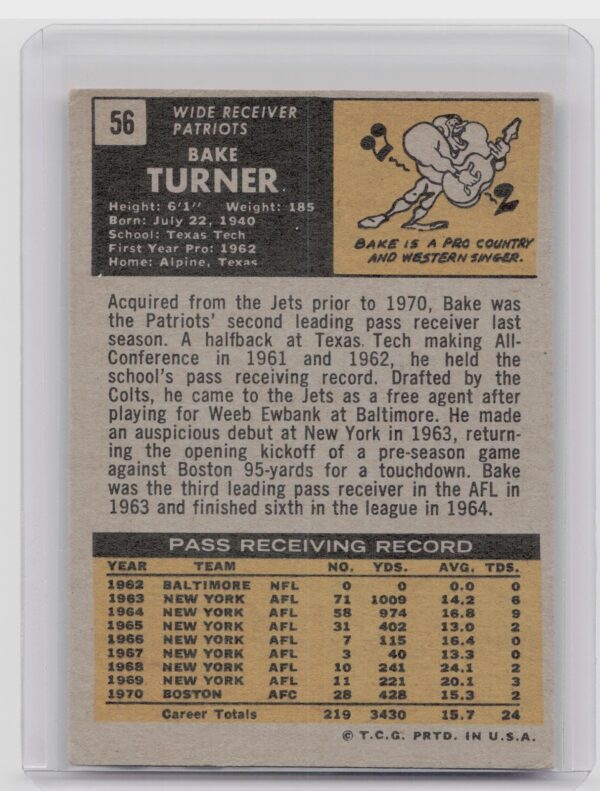 56
WIDE RECEIVER
PATRIOTS
BAKE
TURNER
Height: 6'1" Weight: 185
Born: July 22, 1940
School: Texas Tech
First Year Pro: 1962
Home: Alpine, Texas
BAKE IS A PRO COUNTRY
AND WESTERN SINGER.
Acquired from the Jets prior to 1970, Bake was
the Patriots' second leading pass receiver last
season. A halfback at Texas Tech making All-
Conference in 1961 and 1962, he held the
school's pass receiving record. Drafted by the
Colts, he came to the Jets as a free agent after
playing for Weeb Ewbank at Baltimore. He made
an auspicious debut at New York in 1963, return-
ing the opening kickoff of a pre-season game
against Boston 95-yards for a touchdown. Bake
was the third leading pass receiver in the AFL in
1963 and finished sixth in the league in 1964.
PASS RECEIVING RECORD
YEAR TEAM NO. YDS. AVG. TDS.
1962 BALTIMORE NFL 0 0 0.0 0
1963 NEW YORK AFL 71 1009 14.2 6
1964 NEW YORK AFL 58 974 16.8 9
1965 NEW YORK AFL 31 402 13.0 2
1966 NEW YORK AFL 7 115 16.4 0
1967 NEW YORK AFL 3 40 13.3 0
1968 NEW YORK AFL 10 241 24.1 2
1969 NEW YORK AFL 11 221 20.1 3
1970 BOSTON AFC 28 428 15.3 2
Career Totals 219 3430 15.7 24
© T.C.G. PRTD. IN U.S.A.